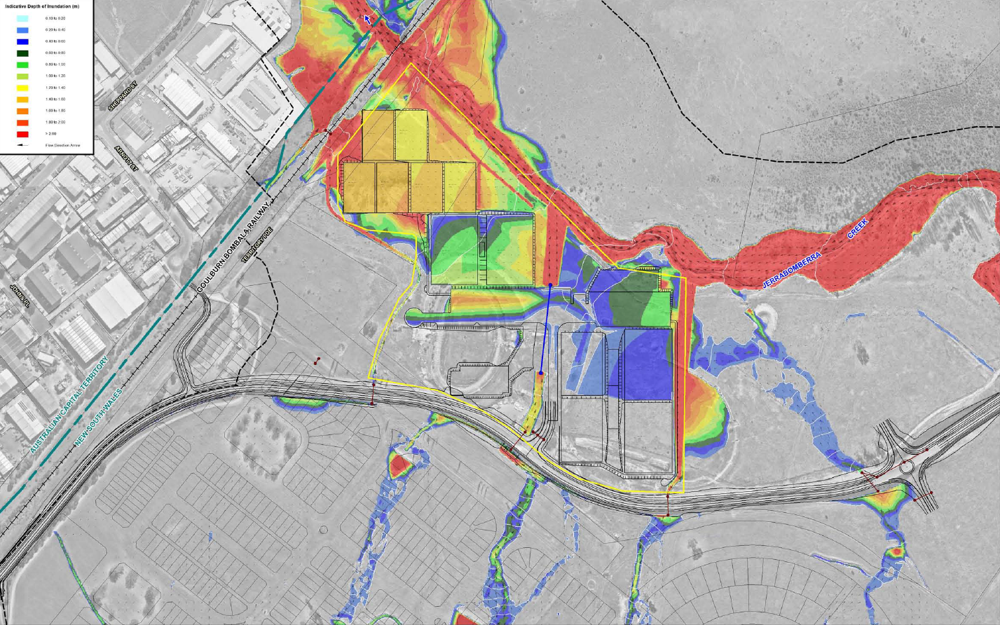 Indicative Depth of Inundation (m)
0.10 to 0.20
0.20 to 0.40
0.40 to 0.60
0.60 to 0.80
0.80 to 1.00
1.00 to 1.20
1.20 to 1.40
1.40 to 1.60
1.60 to 1.80
1.80 to 2.00
> 2.00
Flow Direction Arrow
SHEPPARD ST
ARNOTT ST
JOHNS PL
GOULBURN BOMBALA RAILWAY
TERRITORY PDE
AUSTRALIAN CAPITAL TERRITORY
NEW SOUTH WALES
JERRABOMBERRA
CREEK